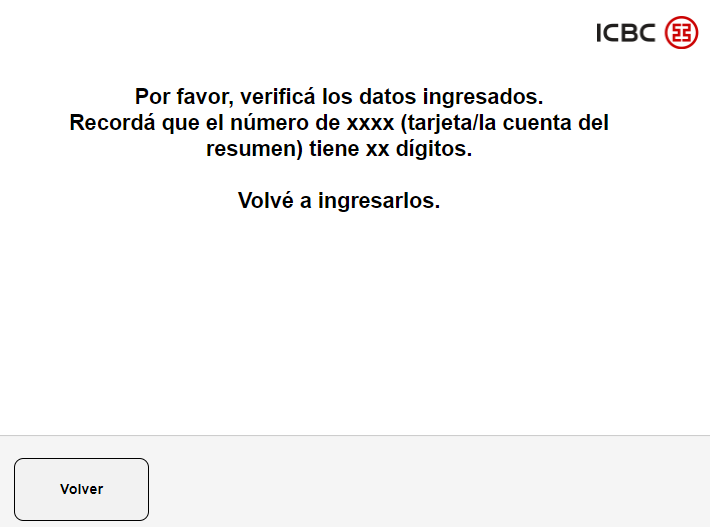 ICBC
Por favor, verificá los datos ingresados.
Recordá que el número de xxxx (tarjeta/la cuenta del
resumen) tiene xx dígitos.
Volvé a ingresarlos.
Volver